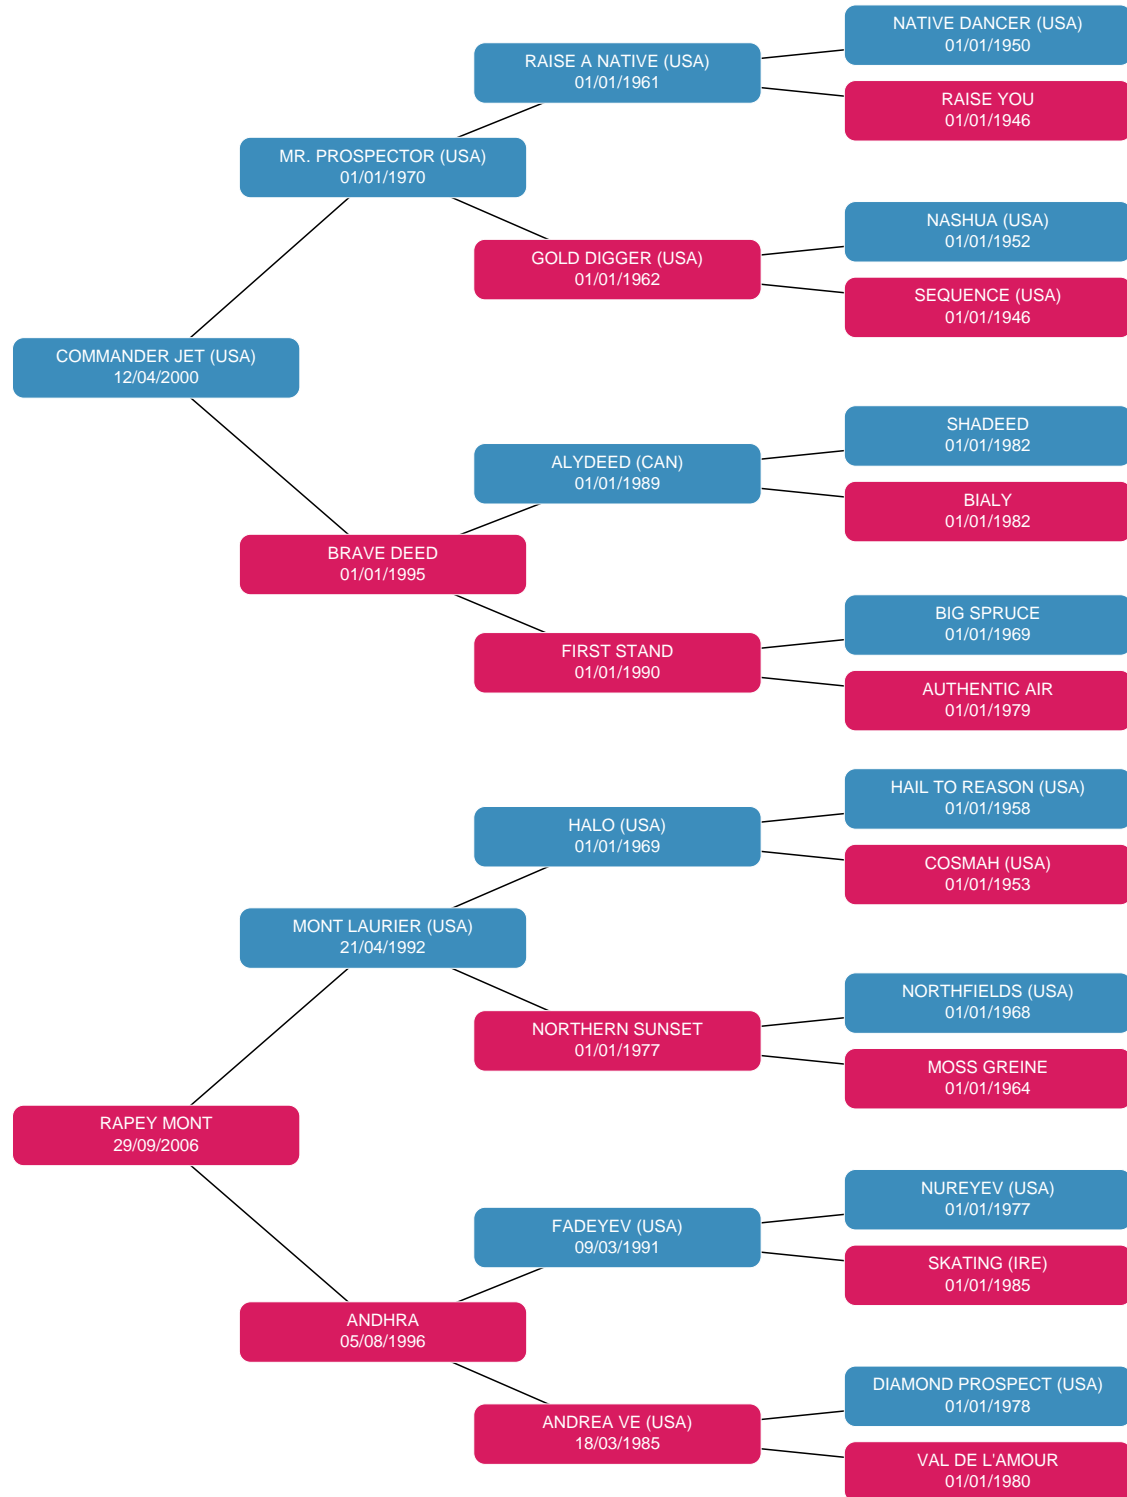 NATIVE DANCER (USA)
01/01/1950
RAISE A NATIVE (USA)
01/01/1961
RAISE YOU
01/01/1946
MR. PROSPECTOR (USA)
01/01/1970
NASHUA (USA)
01/01/1952
GOLD DIGGER (USA)
01/01/1962
SEQUENCE (USA)
01/01/1946
COMMANDER JET (USA)
12/04/2000
SHADEED
01/01/1982
ALYDEED (CAN)
01/01/1989
BIALY
01/01/1982
BRAVE DEED
01/01/1995
BIG SPRUCE
01/01/1969
FIRST STAND
01/01/1990
AUTHENTIC AIR
01/01/1979
HAIL TO REASON (USA)
01/01/1958
HALO (USA)
01/01/1969
COSMAH (USA)
01/01/1953
MONT LAURIER (USA)
21/04/1992
NORTHFIELDS (USA)
01/01/1968
NORTHERN SUNSET
01/01/1977
MOSS GREINE
01/01/1964
RAPEY MONT
29/09/2006
NUREYEV (USA)
01/01/1977
FADEYEV (USA)
09/03/1991
SKATING (IRE)
01/01/1985
ANDHRA
05/08/1996
DIAMOND PROSPECT (USA)
01/01/1978
ANDREA VE (USA)
18/03/1985
VAL DE L'AMOUR
01/01/1980